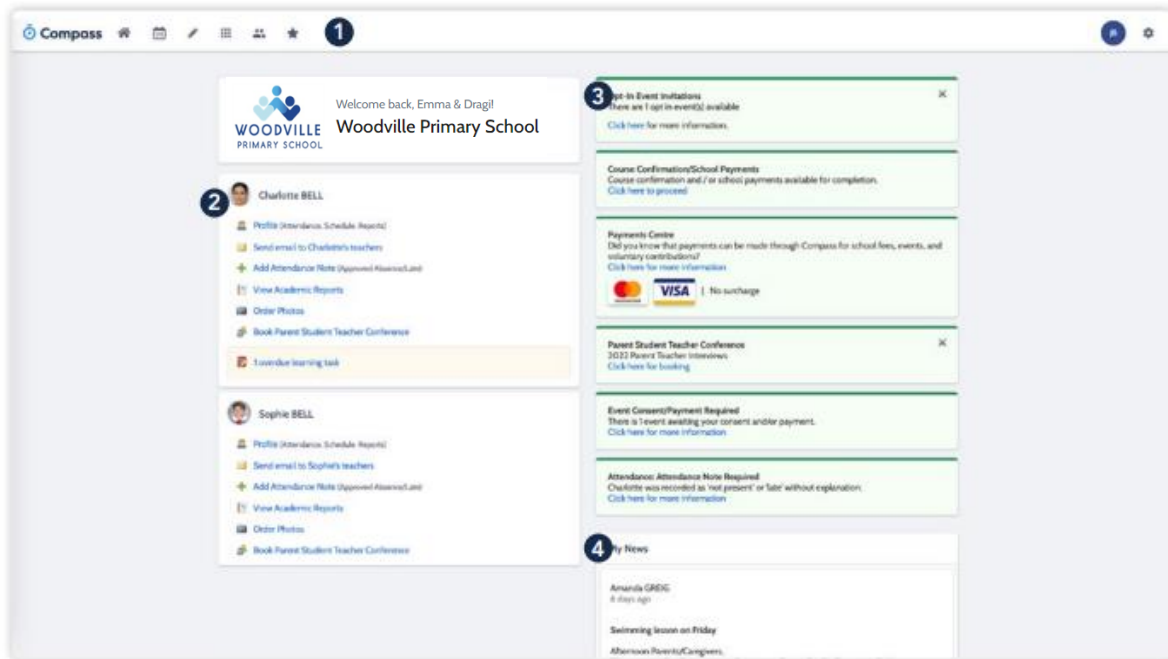 Compass
1
Welcome back, Emma & Dragi!
Woodville Primary School
WOODVILLE
PRIMARY SCHOOL
2
Charlotte BELL
Profile (Attendance, Schedule, Reports)
Send email to Charlotte's teachers
Add Attendance Note (Approved Absence/Late)
View Academic Reports
Order Photos
Book Parent Student Teacher Conference
1 overdue learning task
Sophie BELL
Profile (Attendance, Schedule, Reports)
Send email to Sophie's teachers
Add Attendance Note (Approved Absence/Late)
View Academic Reports
Order Photos
Book Parent Student Teacher Conference
3
Opt-In Event Invitations
There are 1 opt in event(s) available
Click here for more information.
Course Confirmation/School Payments
Course confirmation and / or school payments available for completion.
Click here to proceed
Payments Centre
Did you know that payments can be made through Compass for school fees, events, and
voluntary contributions?
Click here for more information
VISA | No surcharge
Parent Student Teacher Conference
2022 Parent Teacher Interviews
Click here for booking
Event Consent/Payment Required
There is 1 event awaiting your consent and/or payment.
Click here for more information
Attendance: Attendance Note Required
Charlotte was recorded as 'not present' or 'late' without explanation.
Click here for more information
4
My News
Amanda GREIG
6 days ago
Swimming lesson on Friday
Afternoon Parents/Caregivers,